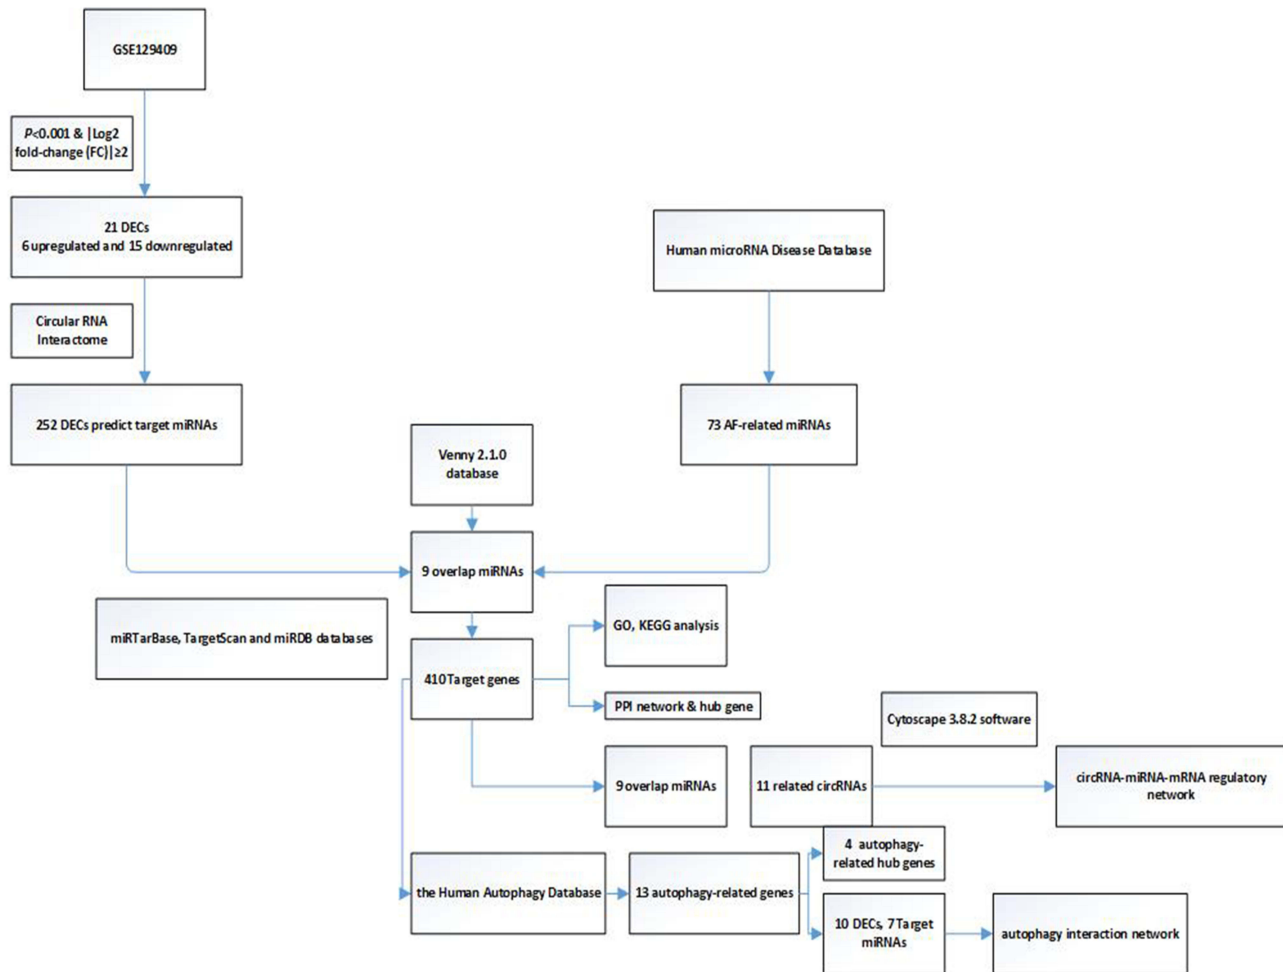 GSE129409
P<0.001 & |Log2
fold-change (FC)|≥2
21 DECs
6 upregulated and 15 downregulated
Human microRNA Disease Database
Circular RNA
Interactome
252 DECs predict target miRNAs
73 AF-related miRNAs
Venny 2.1.0
database
9 overlap miRNAs
miRTarBase, TargetScan and miRDB databases
GO, KEGG analysis
410 Target genes
PPI network & hub gene
Cytoscape 3.8.2 software
9 overlap miRNAs
11 related circRNAs
circRNA-miRNA-mRNA regulatory
network
4 autophagy-
related hub genes
the Human Autophagy Database
13 autophagy-related genes
10 DECs, 7 Target
miRNAs
autophagy interaction network